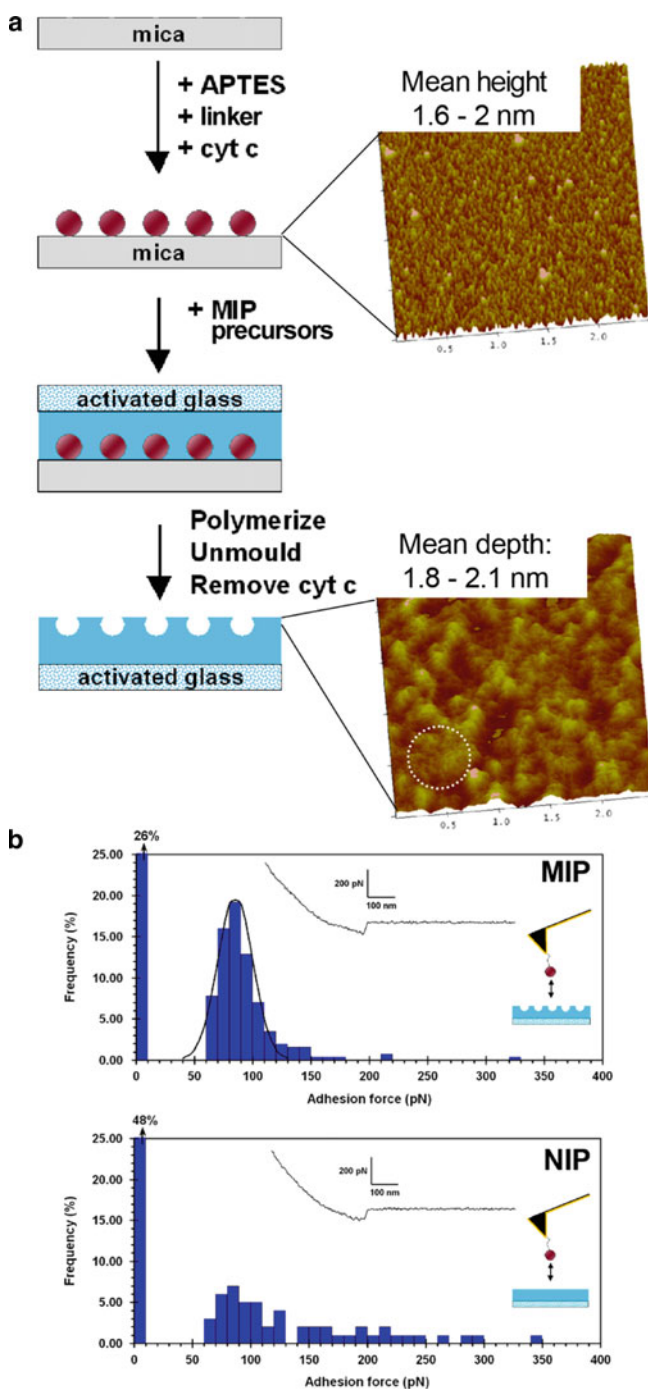 a
mica
+ APTES
+ linker
+ cyt c
Mean height
1.6 - 2 nm
0.5
1.0
1.5
2.0
mica
+ MIP
precursors
activated glass
Polymerize
Unmould
Remove cyt c
Mean depth:
1.8 - 2.1 nm
0.5
1.0
1.5
2.0
activated glass
b
26%
MIP
Frequency (%)
25.00
20.00
15.00
10.00
5.00
0.00
200 pN
100 nm
0 50 100 150 200 250 300 350 400
Adhesion force (pN)
48%
NIP
Frequency (%)
25.00
20.00
15.00
10.00
5.00
0.00
200 pN
100 nm
0 50 100 150 200 250 300 350 400
Adhesion force (pN)